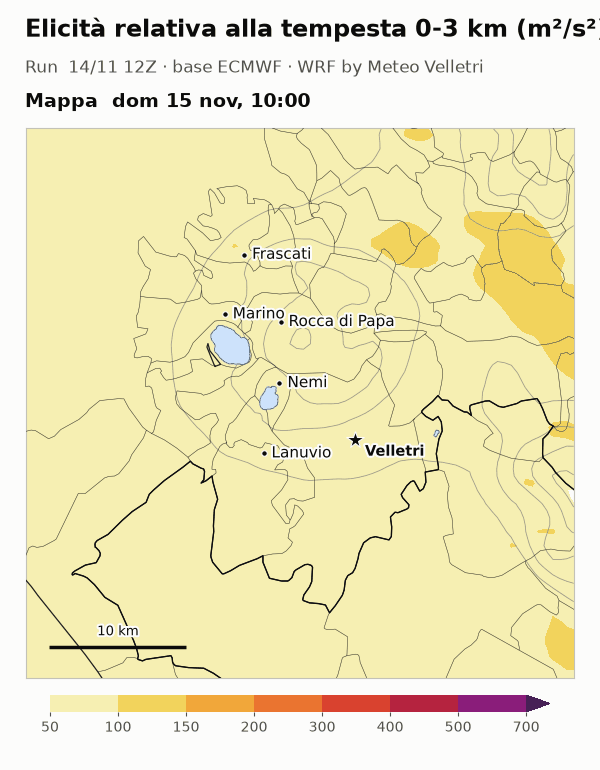 Elicità relativa alla tempesta 0-3 km (m²/s²)
Run 14/11 12Z · base ECMWF · WRF by Meteo Velletri
Mappa dom 15 nov, 10:00
Frascati
Marino
Rocca di Papa
Nemi
Lanuvio
Velletri
10 km
50 100 150 200 300 400 500 700